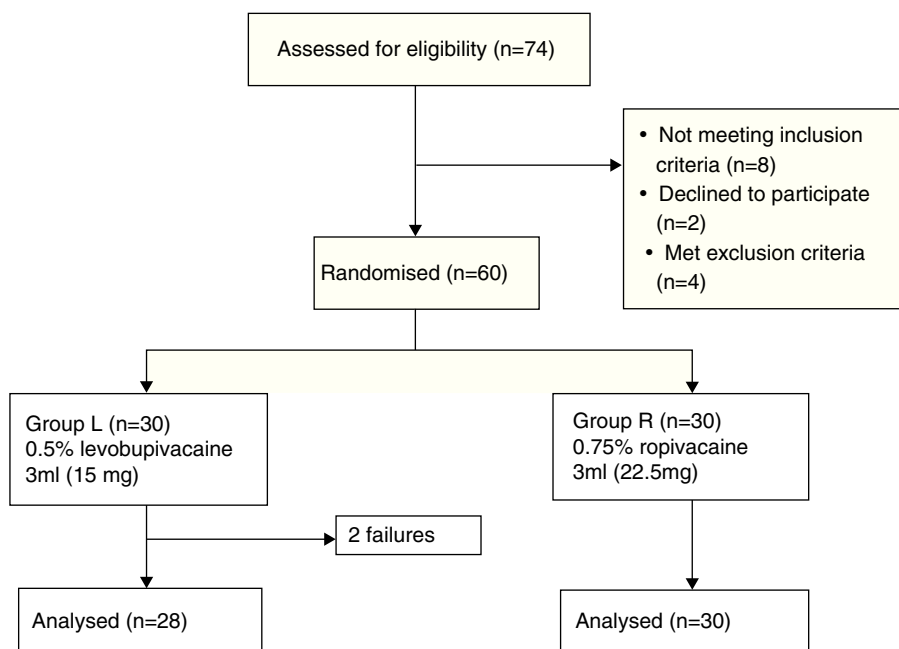 Assessed for eligibility (n=74)
• Not meeting inclusion
criteria (n=8)
• Declined to participate
(n=2)
• Met exclusion criteria
(n=4)
Randomised (n=60)
Group L (n=30)
0.5% levobupivacaine
3ml (15 mg)
Group R (n=30)
0.75% ropivacaine
3ml (22.5mg)
2 failures
Analysed (n=28)
Analysed (n=30)